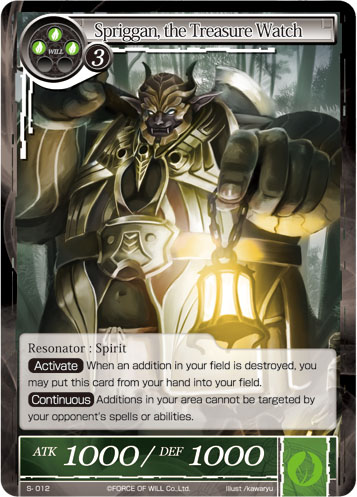 Spriggan, the Treasure Watch
WILL
3
Resonator : Spirit
Activate When an addition in your field is destroyed, you
may put this card from your hand into your field.
Continuous Additions in your area cannot be targeted by
your opponent's spells or abilities.
ATK 1000 / DEF 1000
S- 012
©FORCE OF WILL Co.,Ltd.
Illust /kawaryu